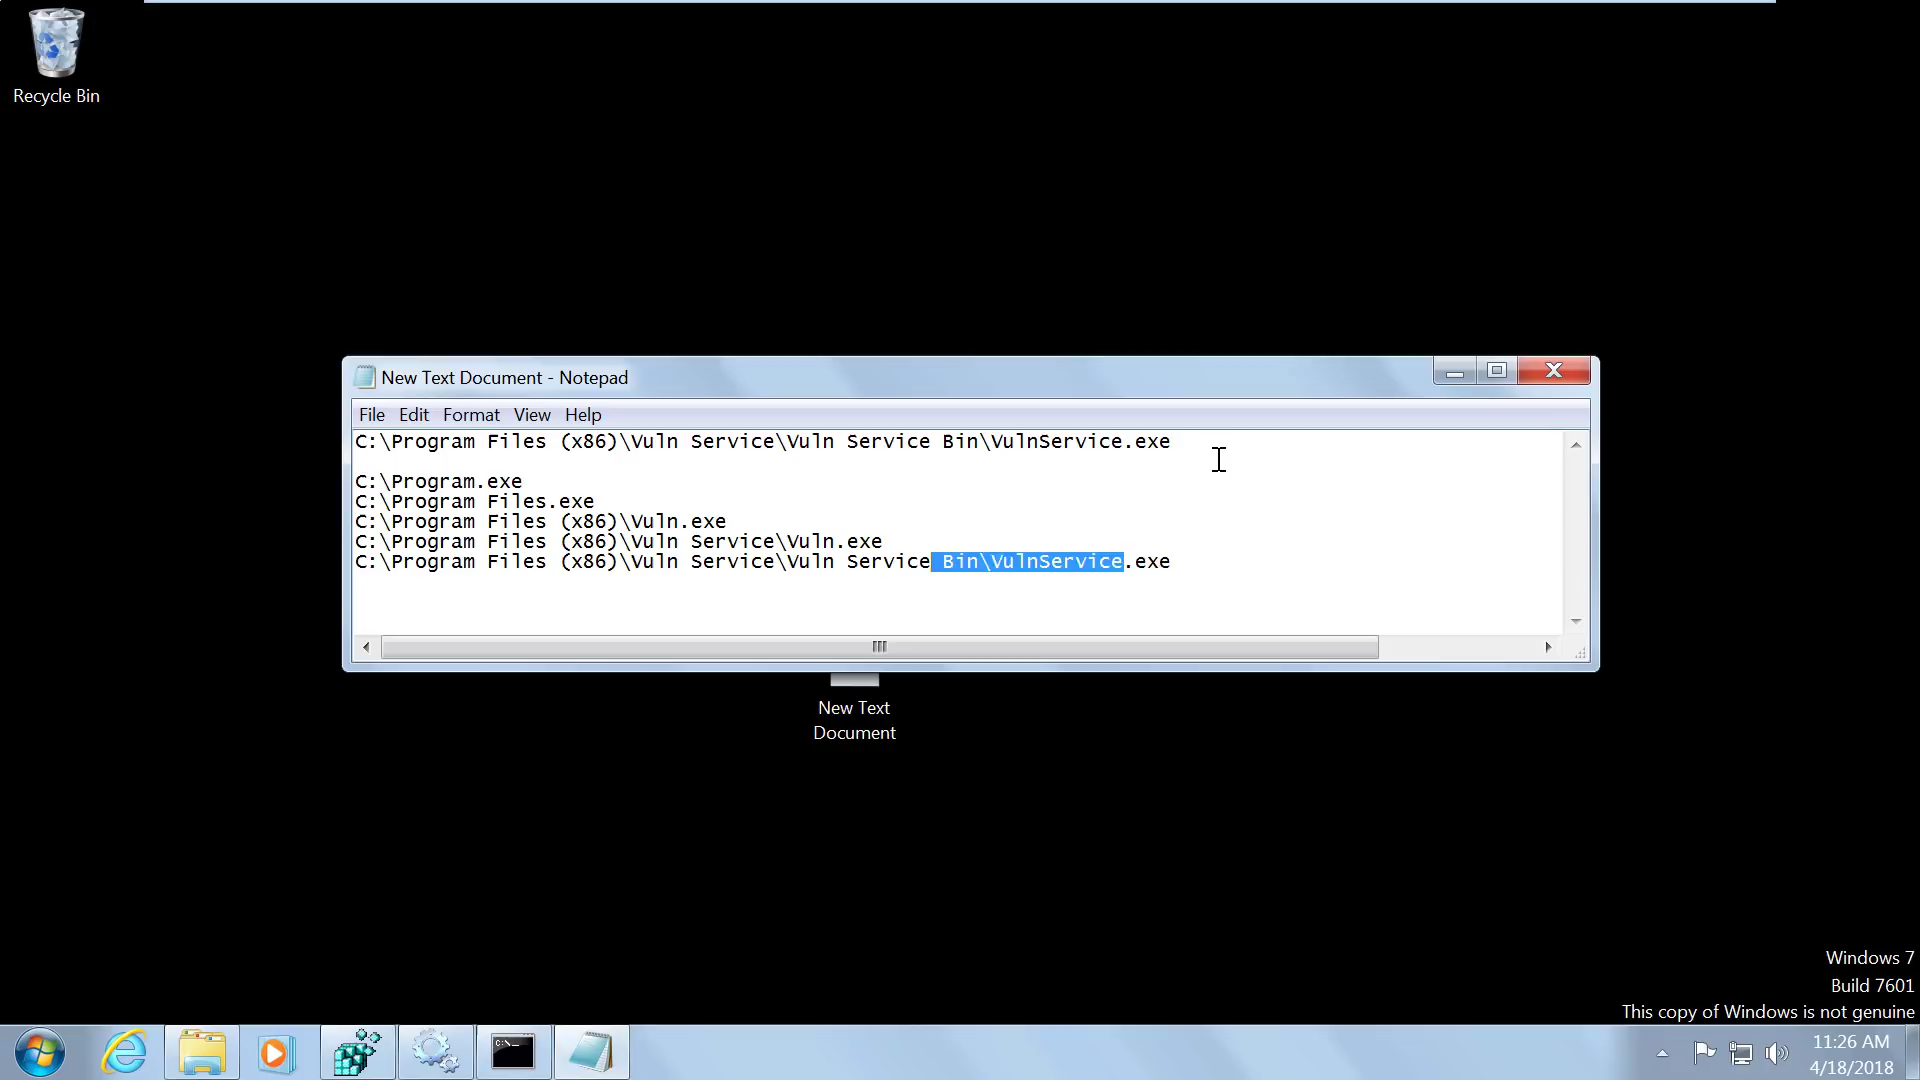 Recycle Bin
New Text Document - Notepad
File Edit Format View Help
C:\Program Files (x86)\Vuln Service\Vuln Service Bin\VulnService.exe
C:\Program.exe
C:\Program Files.exe
C:\Program Files (x86)\Vuln.exe
C:\Program Files (x86)\Vuln Service\Vuln.exe
C:\Program Files (x86)\Vuln Service\Vuln Service Bin\VulnService.exe
New Text
Document
Windows 7
Build 7601
This copy of Windows is not genuine
C:\_
11:26 AM
4/18/2018